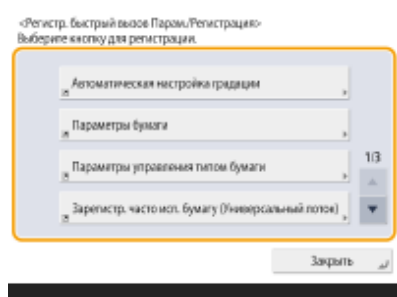 <Регистр. быстрый вызов Парам./Регистрация>
Выберите кнопку для регистрации.
Автоматическая настройка градации
Параметры бумаги
Параметры управления типом бумаги
1/3
Зарегистр. часто исп. бумагу (Универсальный лоток)
Закрыть